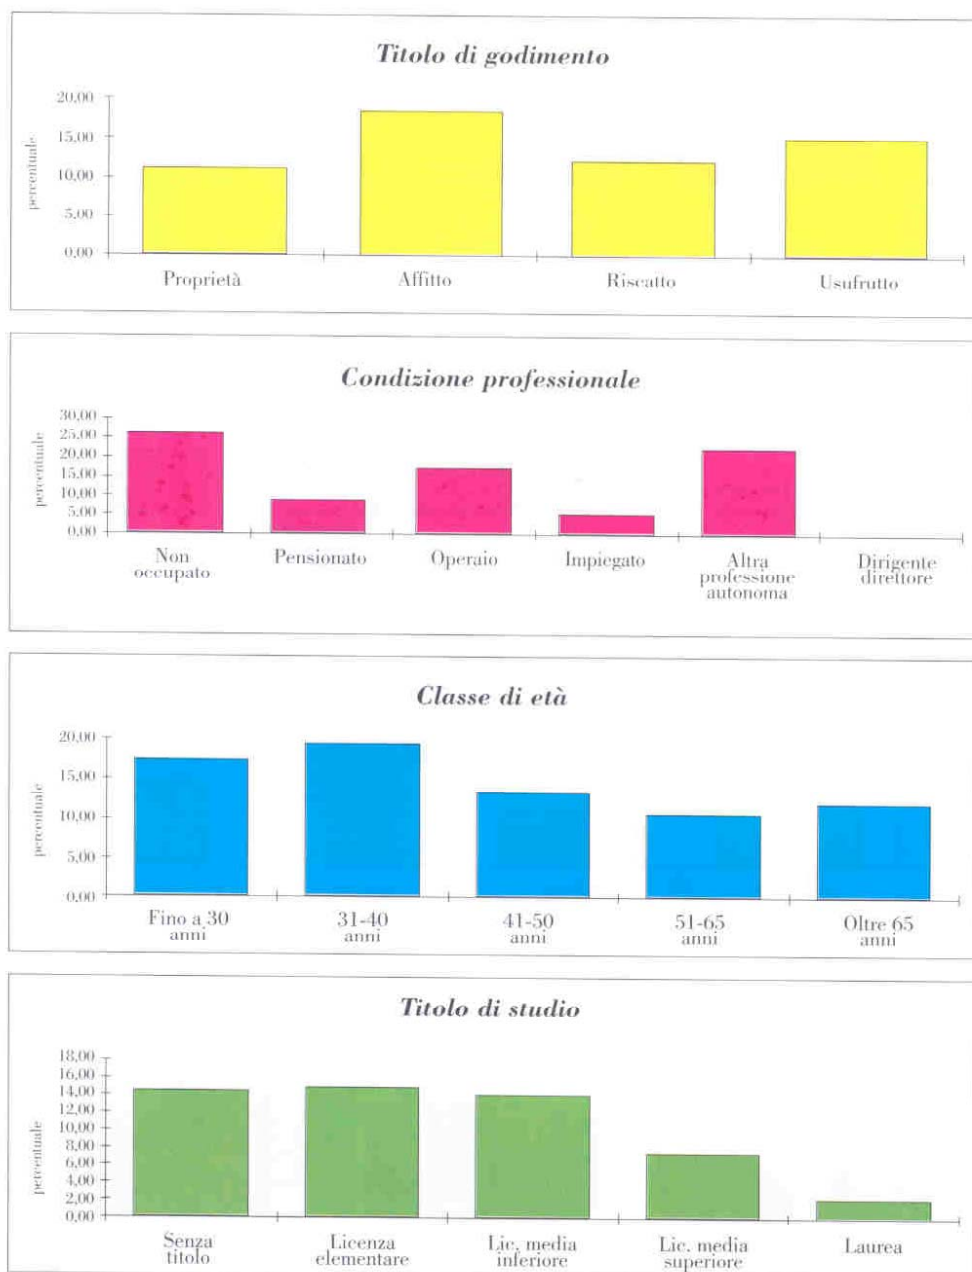 Titolo di godimento
percentuale
20,00
15,00
10,00
5,00
0,00
Proprietà Affitto Riscatto Usufrutto
Condizione professionale
percentuale
30,00
25,00
20,00
15,00
10,00
5,00
0,00
Non occupato Pensionato Operaio Impiegato Altra professione autonoma Dirigente direttore
Classe di età
percentuale
20,00
15,00
10,00
5,00
0,00
Fino a 30 anni 31-40 anni 41-50 anni 51-65 anni Oltre 65 anni
Titolo di studio
percentuale
18,00
16,00
14,00
12,00
10,00
8,00
6,00
4,00
2,00
0,00
Senza titolo Licenza elementare Lic. media inferiore Lic. media superiore Laurea